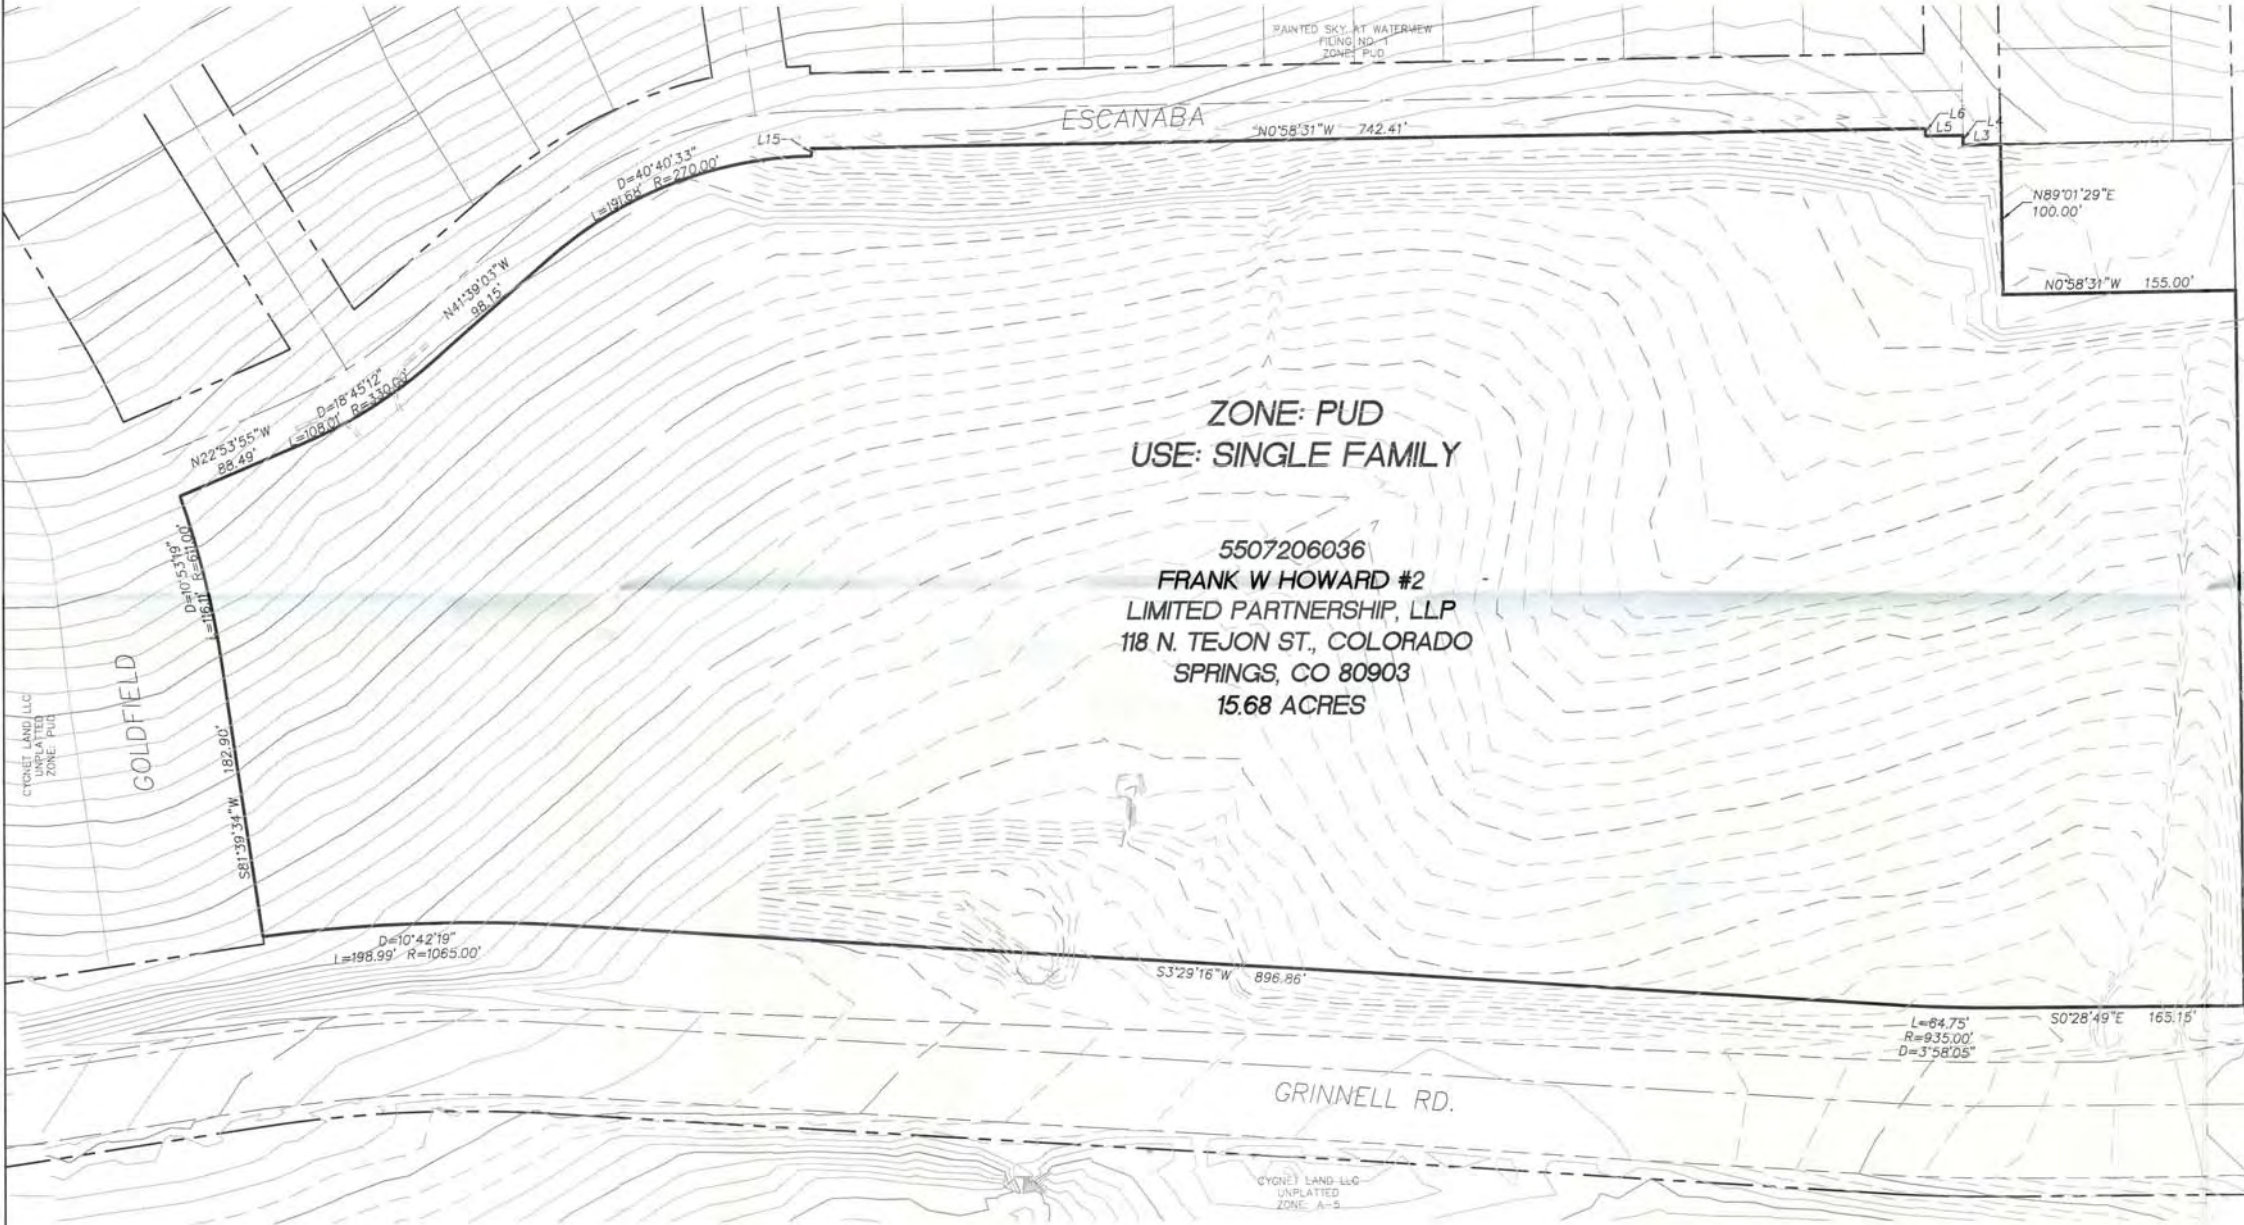 PAINTED SKY AT WATERVIEW
FILING NO. 1
ZONE: PUD
ESCANABA
N0°58'31"W 742.41'
L15
L6
L5
L4
L3
D=40°40'33"
L=191.68' R=270.00'
N89°01'29"E
100.00'
N41°39'03"W
98.15'
N0°58'31"W 155.00'
D=18°45'12"
L=108.01' R=330.00'
N22°53'55"W
88.49'
ZONE: PUD
USE: SINGLE FAMILY
D=10°53'19"
L=116.11' R=611.00'
5507206036
FRANK W HOWARD #2
LIMITED PARTNERSHIP, LLP
118 N. TEJON ST., COLORADO
SPRINGS, CO 80903
15.68 ACRES
CYGNET LAND LLC
UNPLATTED
ZONE: PUD
GOLDFIELD
S81°39'34"W 182.90'
D=10°42'19"
L=198.99' R=1065.00'
S3°29'16"W 896.86'
L=64.75'
R=935.00'
D=3°58'05"
S0°28'49"E 165.15'
GRINNELL RD.
CYGNET LAND LLC
UNPLATTED
ZONE: A-5